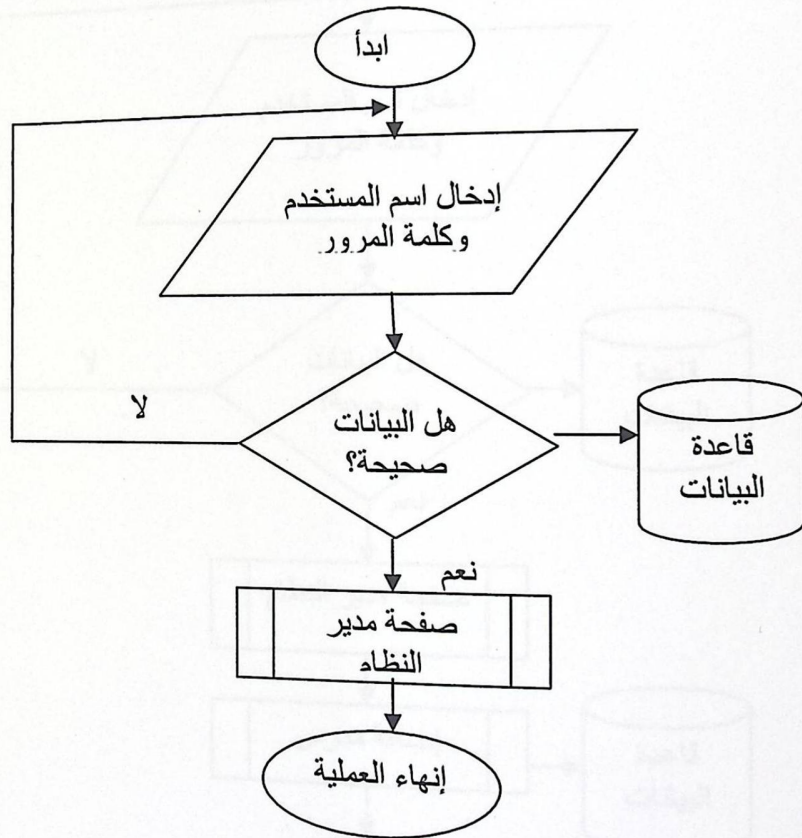 ابدأ
إدخال اسم المستخدم
وكلمة المرور
هل البيانات
صحيحة؟
لا
قاعدة
البيانات
نعم
صفحة مدير
النظام
إنهاء العملية